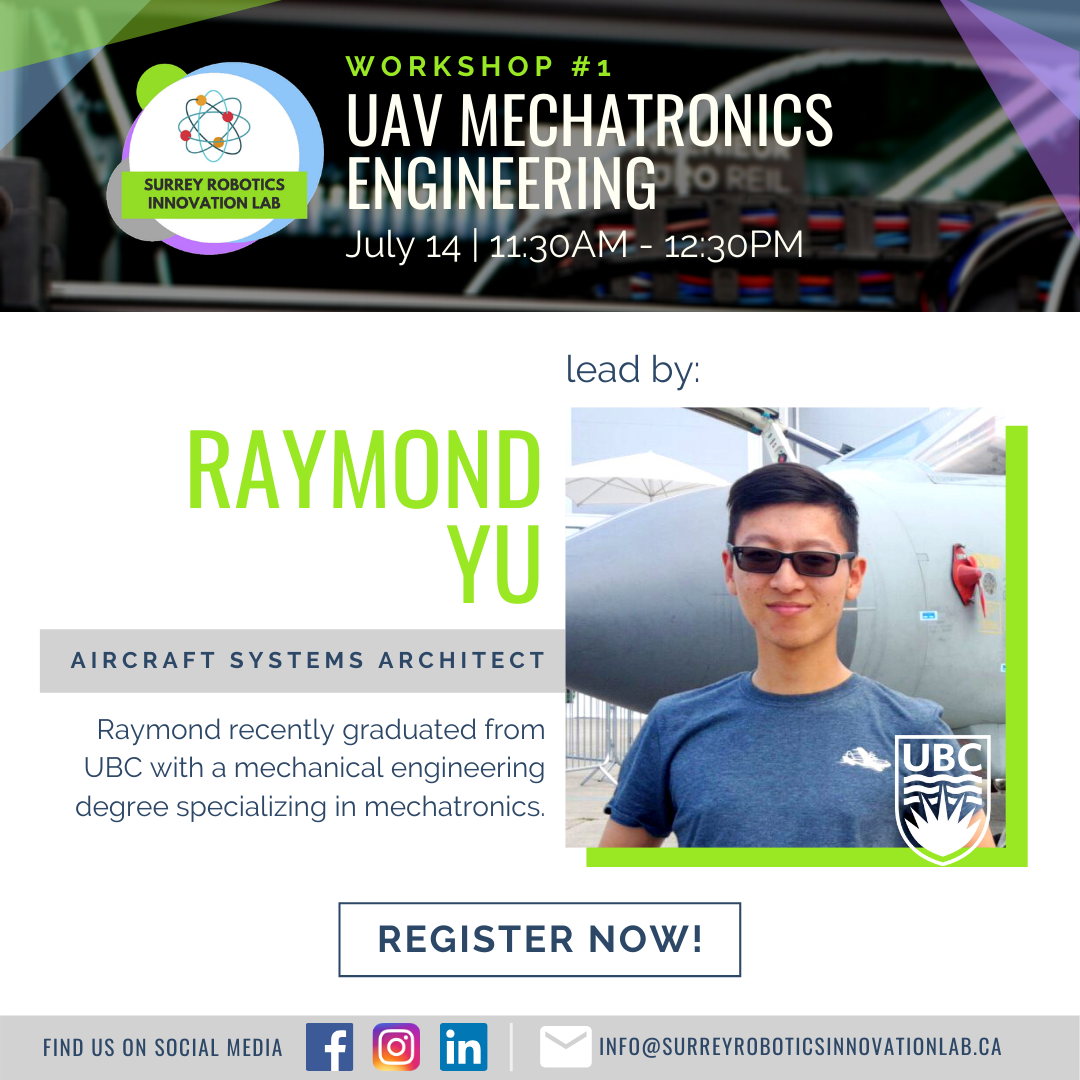 WORKSHOP #1
UAV MECHATRONICS
ENGINEERING
July 14 | 11:30AM - 12:30PM
SURREY ROBOTICS
INNOVATION LAB
REIL
lead by:
RAYMOND
YU
AIRCRAFT SYSTEMS ARCHITECT
Raymond recently graduated from
UBC with a mechanical engineering
degree specializing in mechatronics.
UBC
REGISTER NOW!
FIND US ON SOCIAL MEDIA
INFO@SURREYROBOTICSINNOVATIONLAB.CA